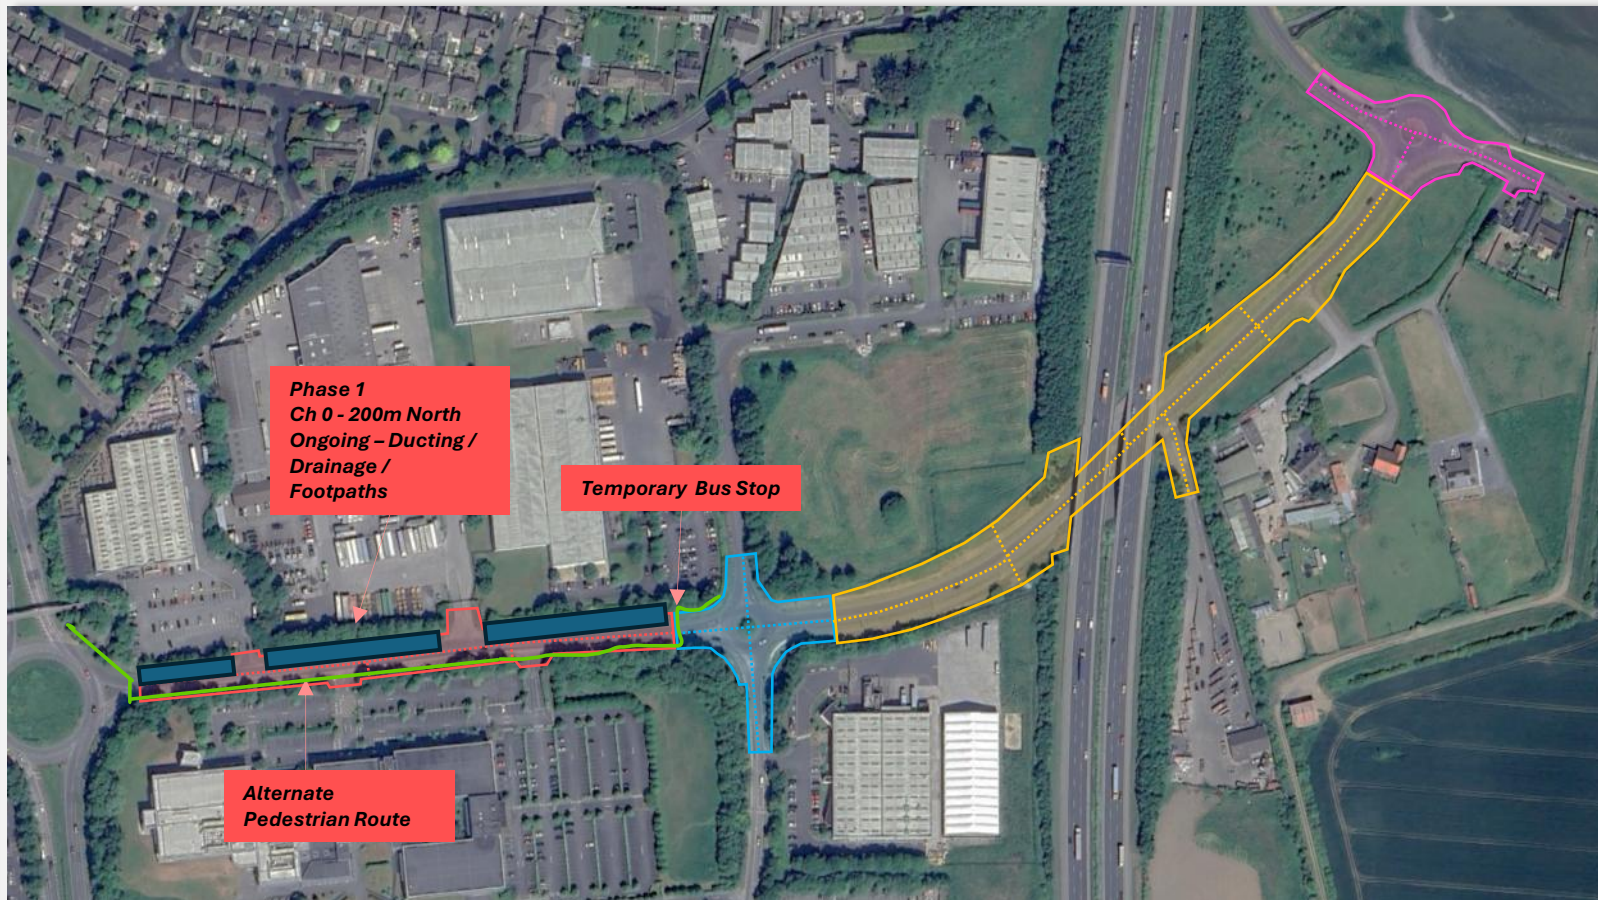 Phase 1
Ch 0 - 200m North
Ongoing – Ducting /
Drainage /
Footpaths
Temporary Bus Stop
Alternate
Pedestrian Route